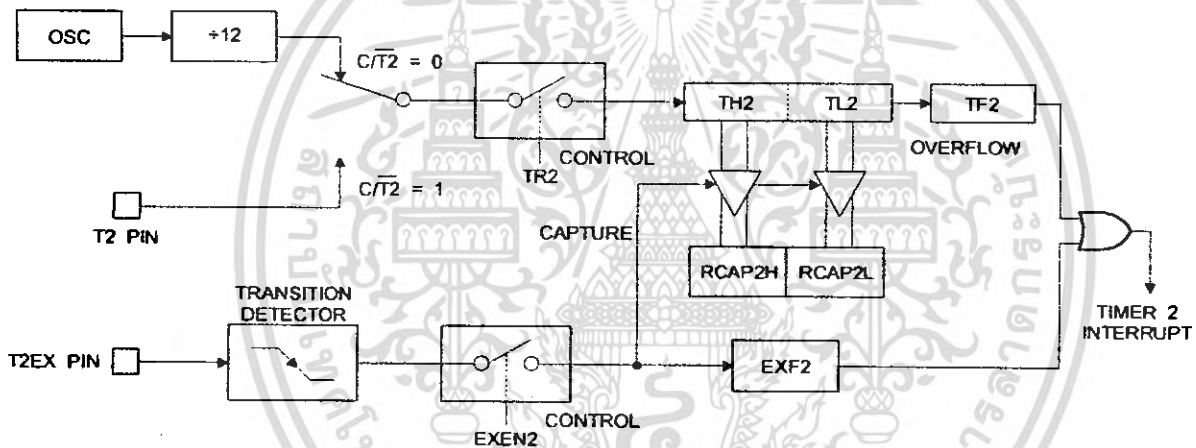 OSC
÷12
C/T2 = 0
TH2
TL2
TF2
CONTROL
OVERFLOW
TR2
C/T2 = 1
T2 PIN
CAPTURE
RCAP2H
RCAP2L
TRANSITION
DETECTOR
TIMER 2
INTERRUPT
T2EX PIN
EXF2
CONTROL
EXEN2